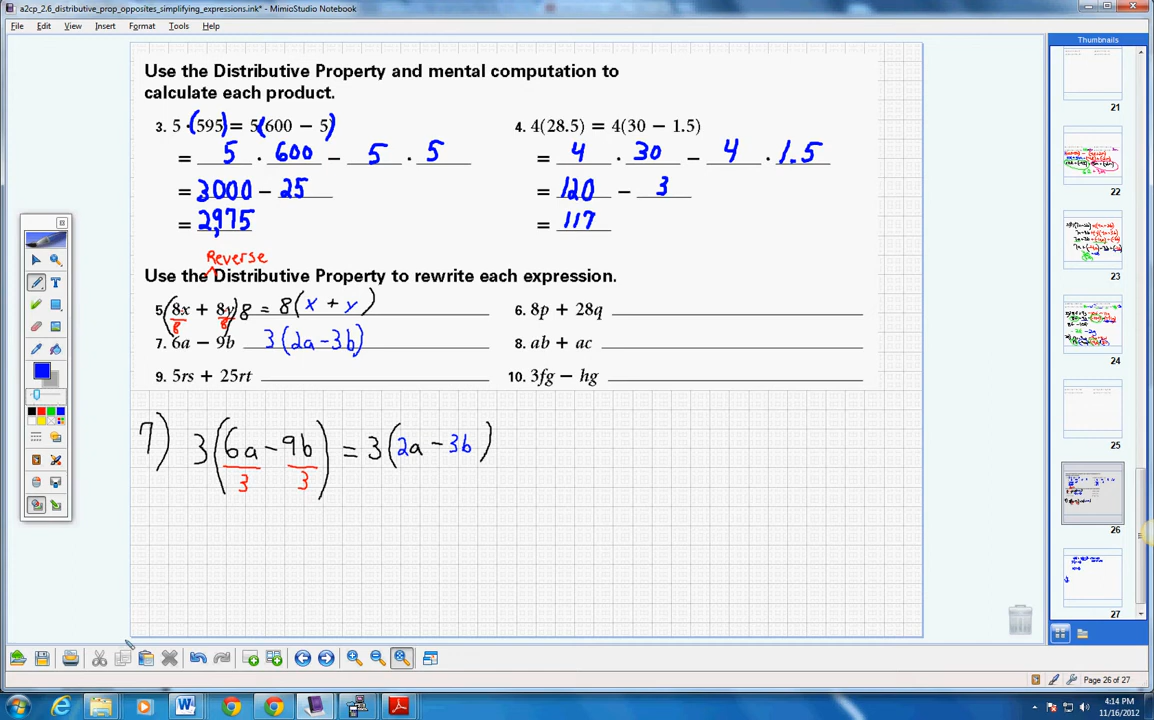 a2cp_2.6_distributive_prop_opposites_simplifying_expressions.ink* - MimioStudio Notebook
File Edit View Insert Format Tools Help
Thumbnails
Use the Distributive Property and mental computation to
calculate each product.
3. 5 · (595) = 5(600 − 5)
= 5 · 600 − 5 · 5
= 3000 − 25
= 2,975
4. 4(28.5) = 4(30 − 1.5)
= 4 · 30 − 4 · 1.5
= 120 − 3
= 117
Reverse
Use the Distributive Property to rewrite each expression.
5. (8x/8 + 8y/8) 8 = 8(x + y)
6. 8p + 28q
7. 6a − 9b 3(2a − 3b)
8. ab + ac
9. 5rs + 25rt
10. 3fg − hg
7) 3(6a/3 − 9b/3) = 3(2a − 3b)
21
22
23
24
25
26
27
Page 26 of 27
4:14 PM
11/16/2012